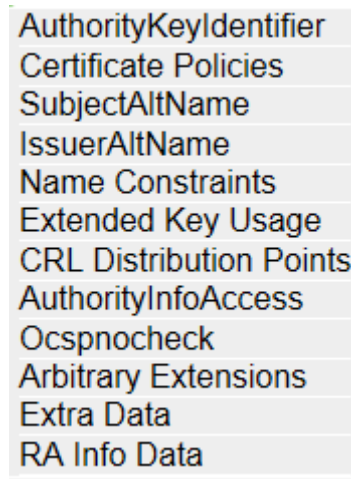 AuthorityKeyIdentifier
Certificate Policies
SubjectAltName
IssuerAltName
Name Constraints
Extended Key Usage
CRL Distribution Points
AuthorityInfoAccess
Ocspnocheck
Arbitrary Extensions
Extra Data
RA Info Data